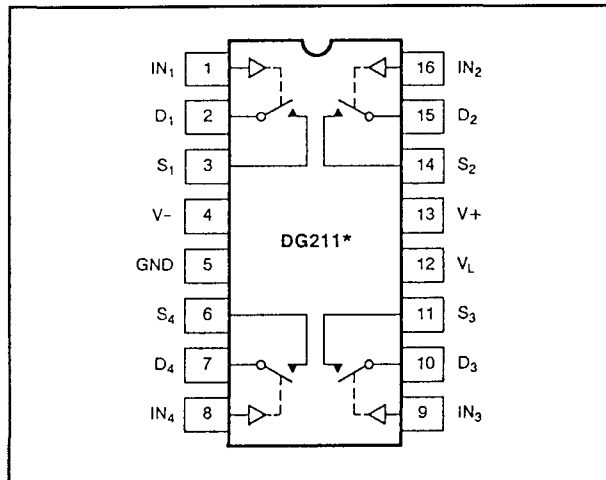 IN₁ 1 16 IN₂
D₁ 2 15 D₂
S₁ 3 14 S₂
V− 4 13 V+
DG211*
GND 5 12 V_L
S₄ 6 11 S₃
D₄ 7 10 D₃
IN₄ 8 9 IN₃